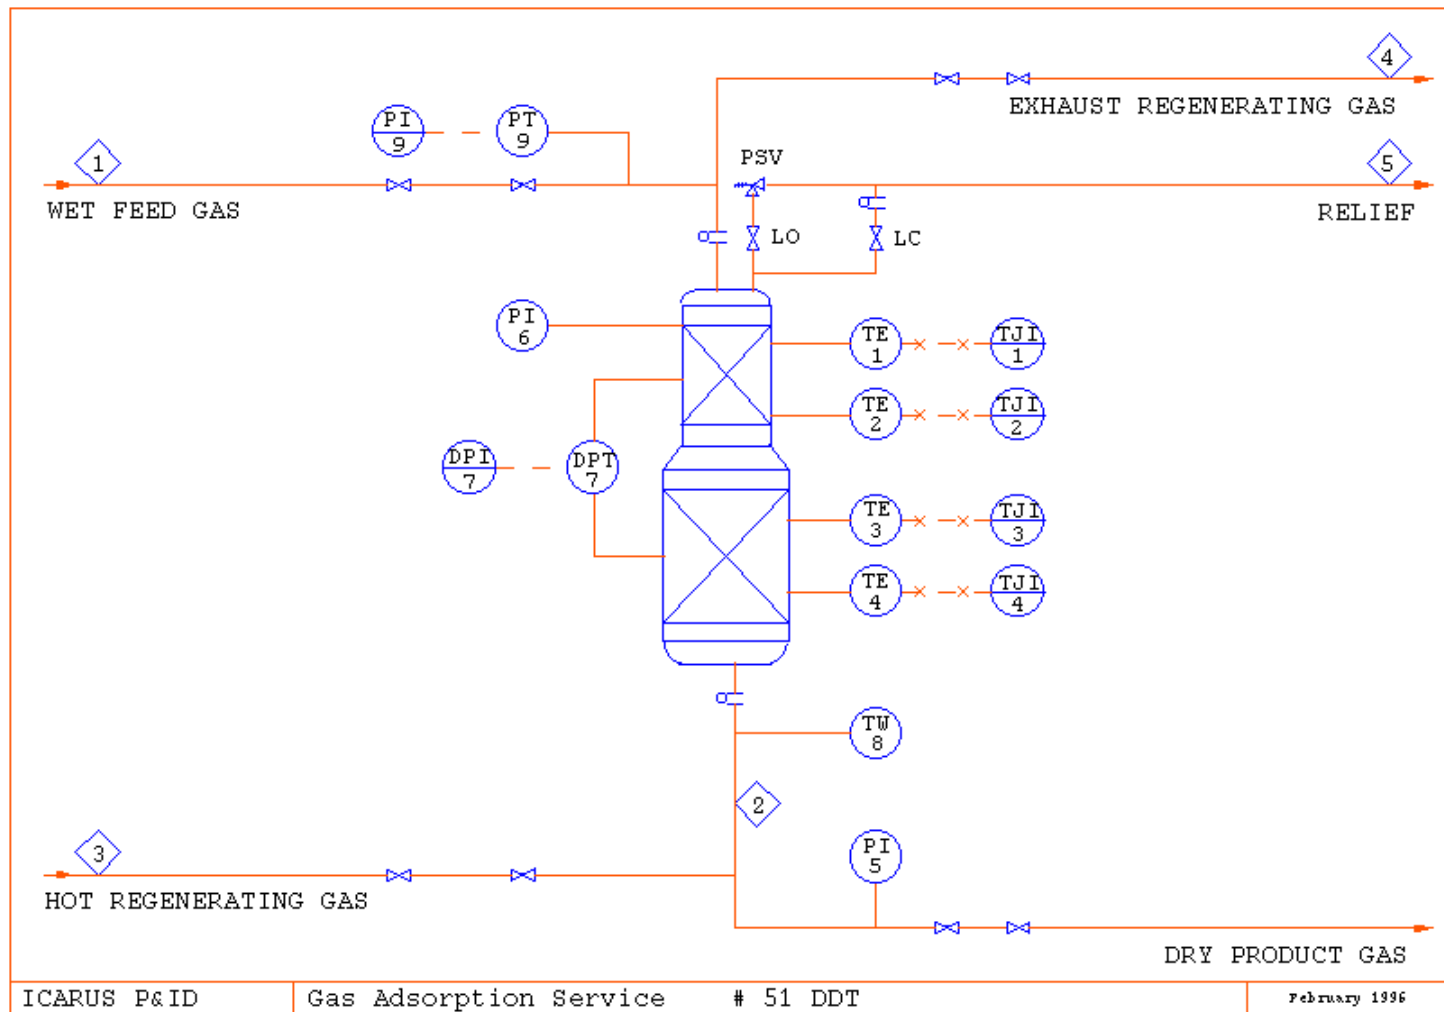 4
EXHAUST REGENERATING GAS
PI 9
PT 9
1
PSV
5
WET FEED GAS
RELIEF
LO
LC
PI 6
TE 1
TJI 1
TE 2
TJI 2
DPI 7
DPT 7
TE 3
TJI 3
TE 4
TJI 4
TW 8
2
3
PI 5
HOT REGENERATING GAS
DRY PRODUCT GAS
ICARUS P&ID
Gas Adsorption Service # 51 DDT
February 1996